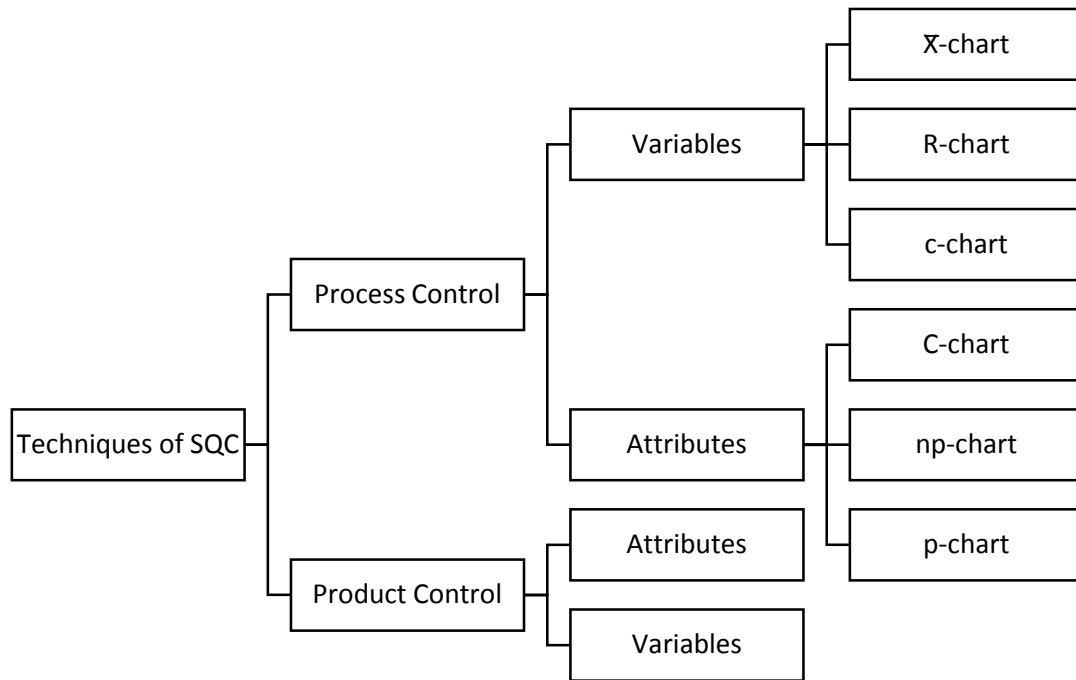 Techniques of SQC
Process Control
Variables
X̅-chart
R-chart
c-chart
Attributes
C-chart
np-chart
p-chart
Product Control
Attributes
Variables